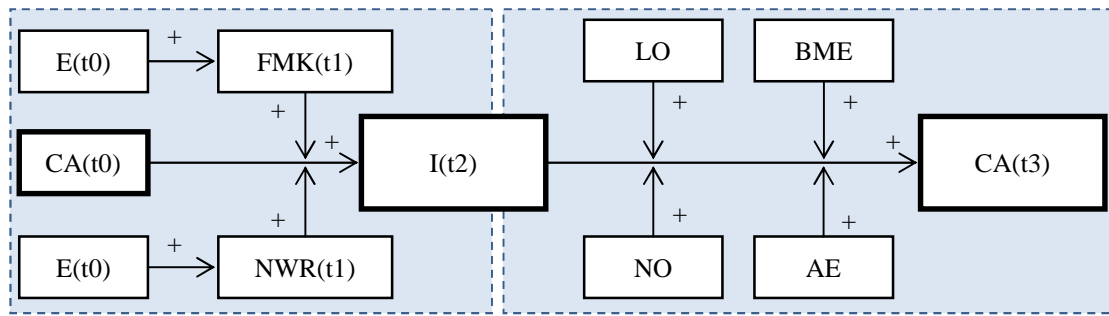 E(t0)
+
FMK(t1)
LO
BME
+
+
+
CA(t0)
+
I(t2)
+
CA(t3)
+
+
+
E(t0)
+
NWR(t1)
NO
AE